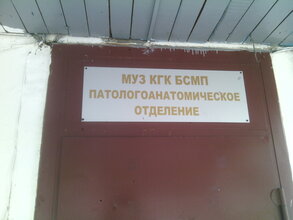 МУЗ КГК БСМП
ПАТОЛОГОАНАТОМИЧЕСКОЕ
ОТДЕЛЕНИЕ